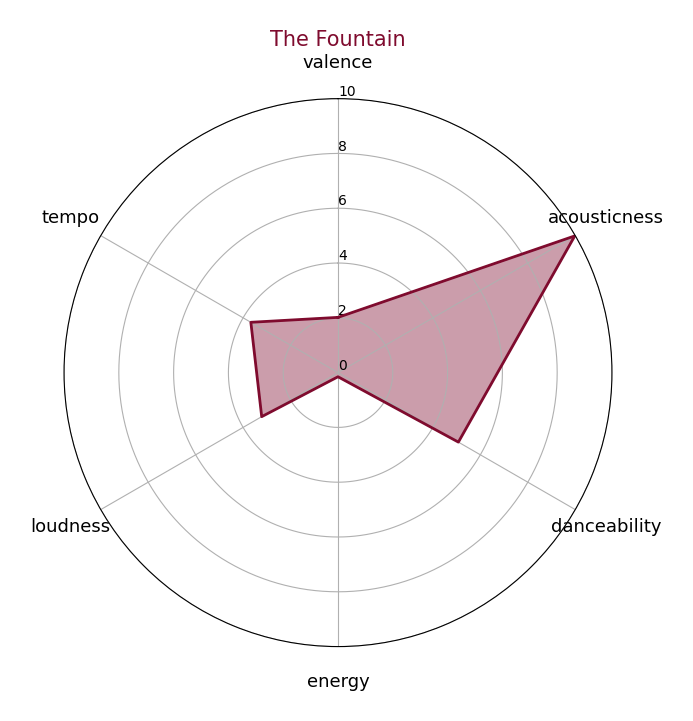 The Fountain
valence
10
8
acousticness
tempo
6
4
2
0
loudness
danceability
energy